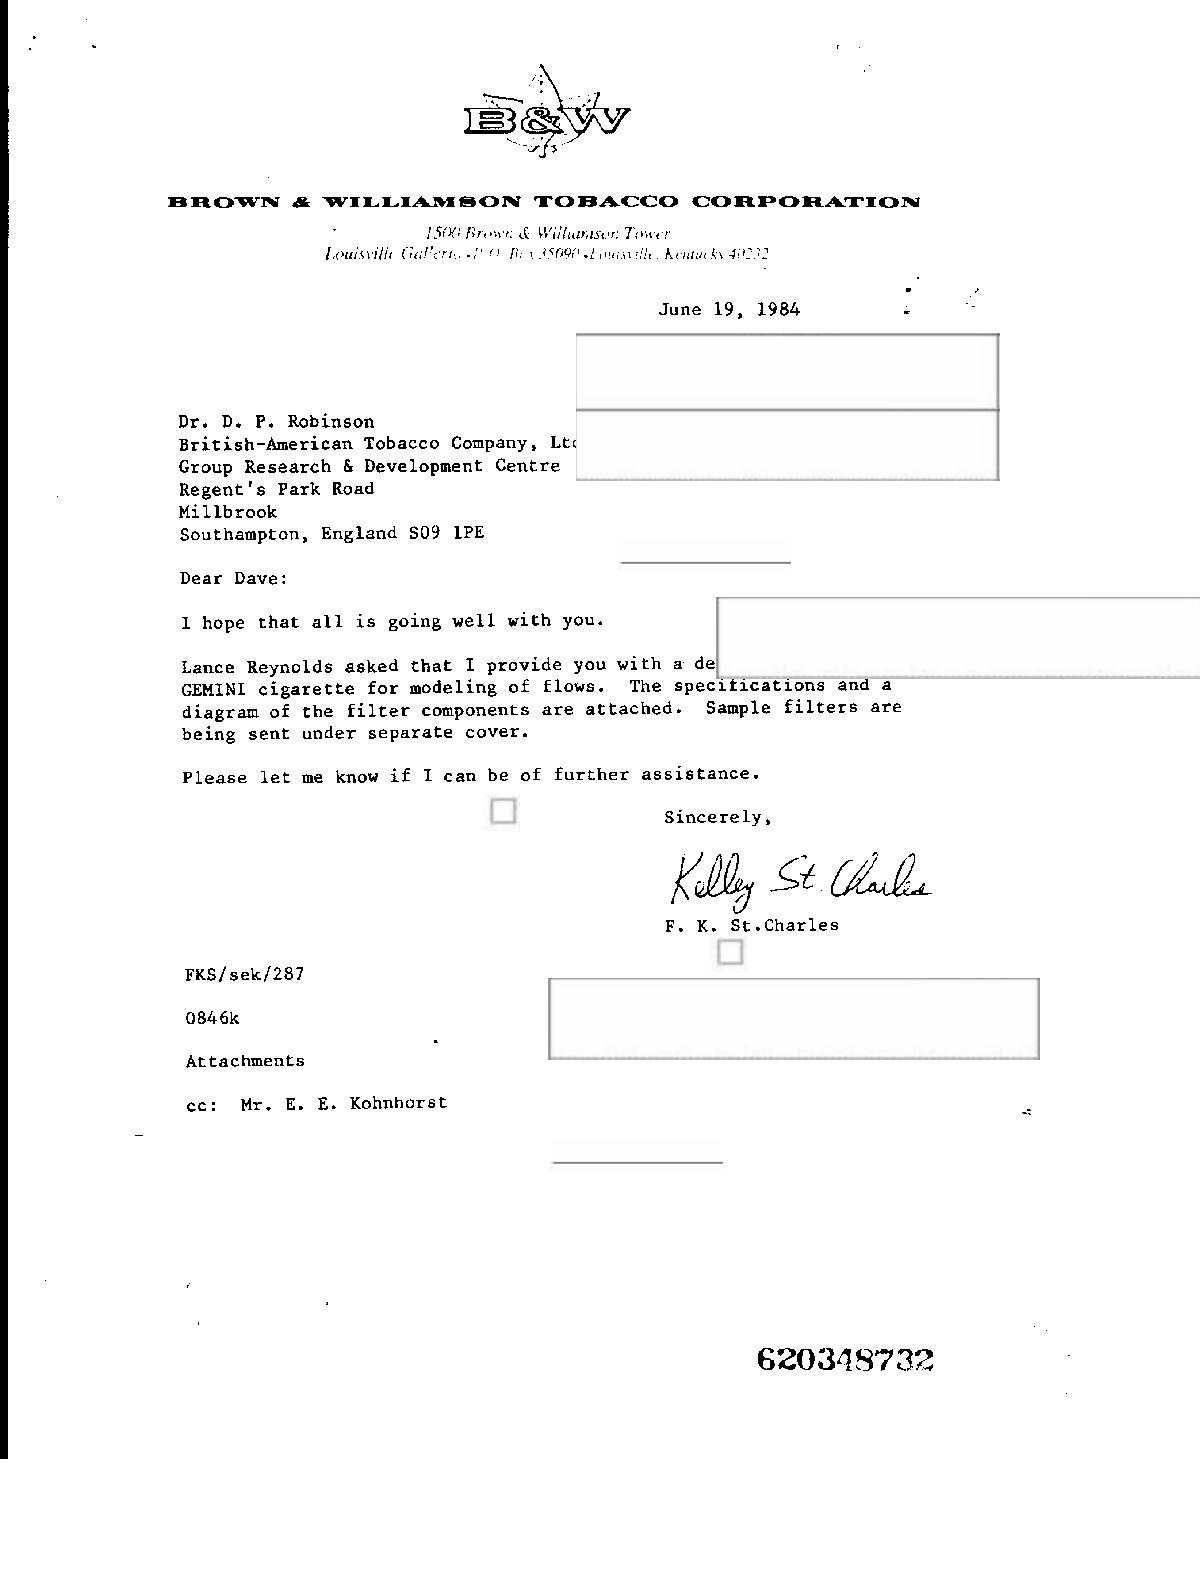 B&W
BROWN & WILLIAMSON TOBACCO CORPORATION
1500 Brown & Williamson Tower
Louisville Galleria - P.O. Box 35090 - Louisville, Kentucky 40232
June 19, 1984
Dr. D. P. Robinson
British-American Tobacco Company, Ltd
Group Research & Development Centre
Regent's Park Road
Millbrook
Southampton, England S09 1PE
Dear Dave:
I hope that all is going well with you.
Lance Reynolds asked that I provide you with a de
GEMINI cigarette for modeling of flows. The specifications and a
diagram of the filter components are attached. Sample filters are
being sent under separate cover.
Please let me know if I can be of further assistance.
Sincerely,
Kelley St. Charles
F. K. St.Charles
FKS/sek/287
0846k
Attachments
cc: Mr. E. E. Kohnhorst
620348732